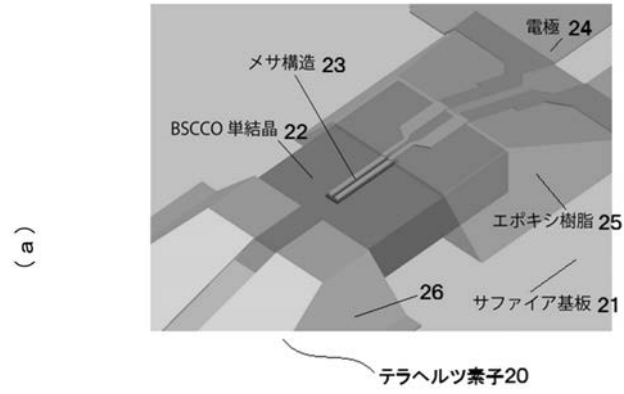 電極 24
メサ構造 23
BSCCO 単結晶 22
(a)
エポキシ樹脂 25
26
サファイア基板 21
テラヘルツ素子20